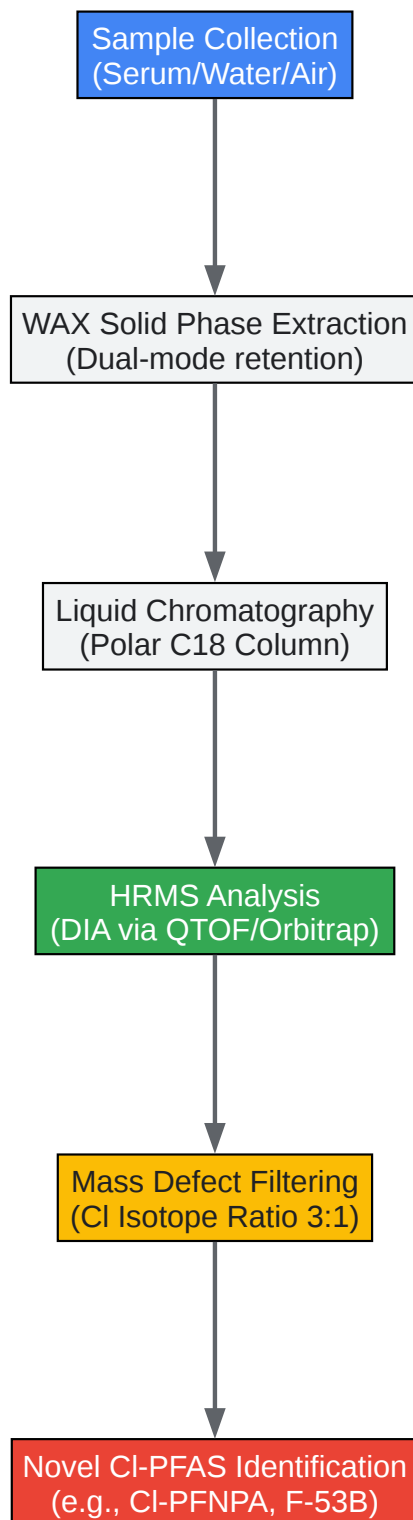 Sample Collection
(Serum/Water/Air)
WAX Solid Phase Extraction
(Dual-mode retention)
Liquid Chromatography
(Polar C18 Column)
HRMS Analysis
(DIA via QTOF/Orbitrap)
Mass Defect Filtering
(Cl Isotope Ratio 3:1)
Novel Cl-PFAS Identification
(e.g., Cl-PFNPA, F-53B)